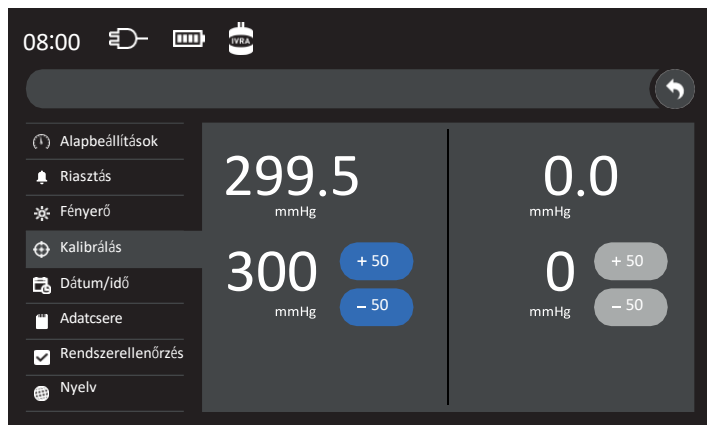 08:00
IVRA
Alapbeállítások
Riasztás
Fényerő
Kalibrálás
Dátum/idő
Adatcsere
Rendszerellenőrzés
Nyelv
299.5
mmHg
300
mmHg
+ 50
– 50
0.0
mmHg
0
mmHg
+ 50
– 50